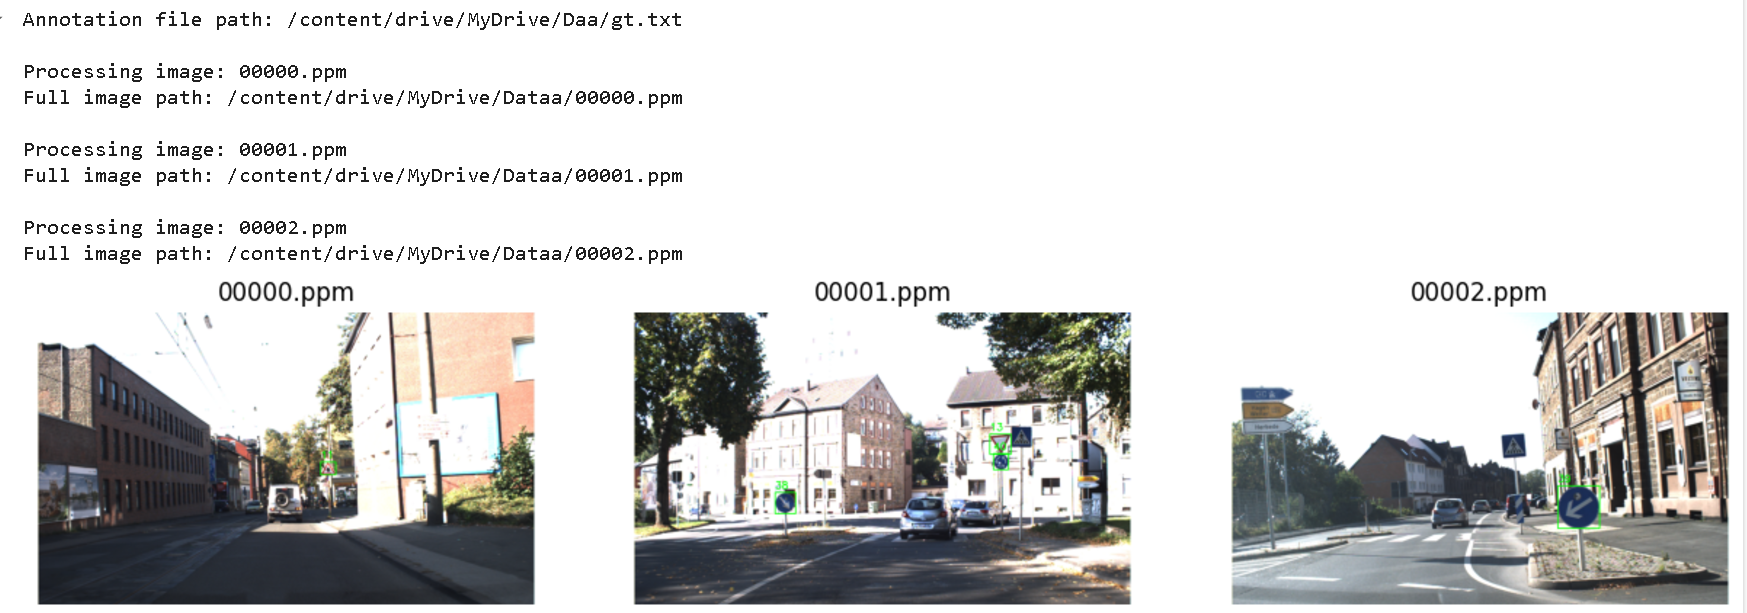 Annotation file path: /content/drive/MyDrive/Daa/gt.txt
Processing image: 00000.ppm
Full image path: /content/drive/MyDrive/Dataa/00000.ppm
Processing image: 00001.ppm
Full image path: /content/drive/MyDrive/Dataa/00001.ppm
Processing image: 00002.ppm
Full image path: /content/drive/MyDrive/Dataa/00002.ppm
00000.ppm
00001.ppm
00002.ppm
13
38